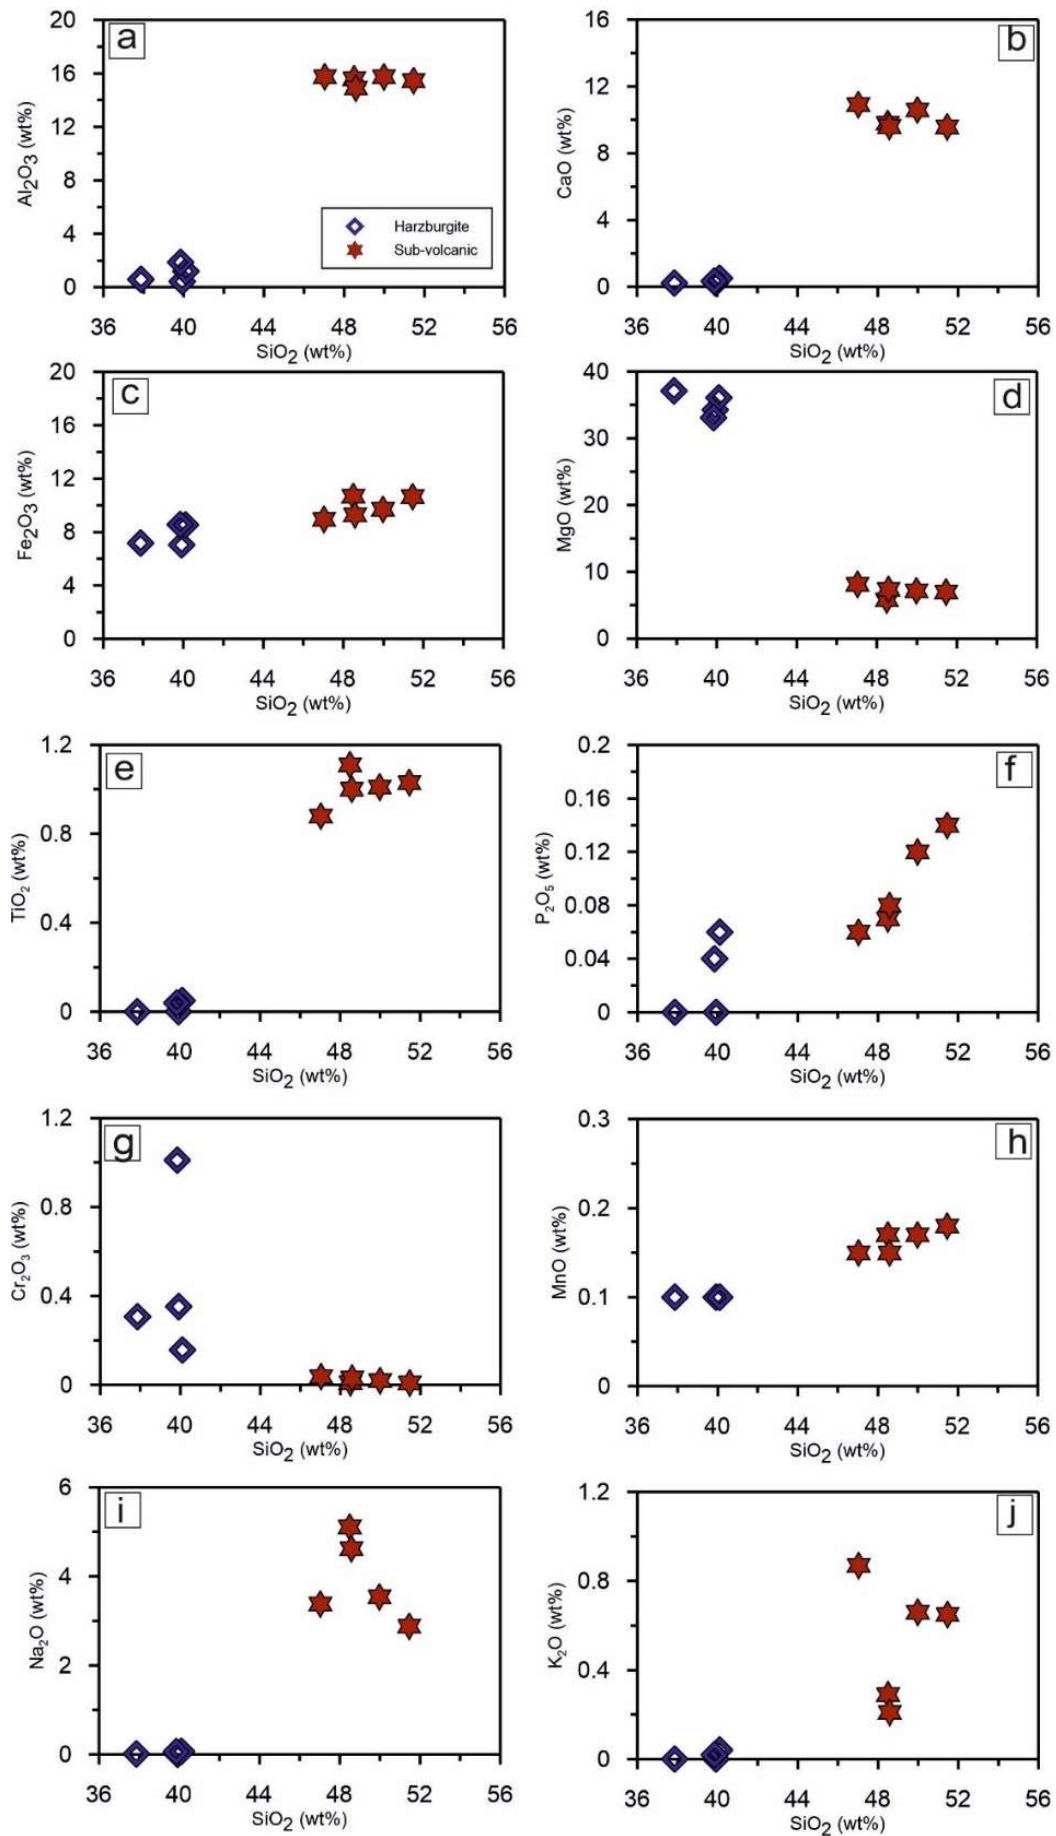 a
Al2O3 (wt%)
20
16
12
8
4
0
Harzburgite
Sub-volcanic
36 40 44 48 52 56
SiO2 (wt%)
b
CaO (wt%)
16
12
8
4
0
36 40 44 48 52 56
SiO2 (wt%)
c
Fe2O3 (wt%)
20
16
12
8
4
0
36 40 44 48 52 56
SiO2 (wt%)
d
MgO (wt%)
40
30
20
10
0
36 40 44 48 52 56
SiO2 (wt%)
e
TiO2 (wt%)
1.2
0.8
0.4
0
36 40 44 48 52 56
SiO2 (wt%)
f
P2O5 (wt%)
0.2
0.16
0.12
0.08
0.04
0
36 40 44 48 52 56
SiO2 (wt%)
g
Cr2O3 (wt%)
1.2
0.8
0.4
0
36 40 44 48 52 56
SiO2 (wt%)
h
MnO (wt%)
0.3
0.2
0.1
0
36 40 44 48 52 56
SiO2 (wt%)
i
Na2O (wt%)
6
4
2
0
36 40 44 48 52 56
SiO2 (wt%)
j
K2O (wt%)
1.2
0.8
0.4
0
36 40 44 48 52 56
SiO2 (wt%)